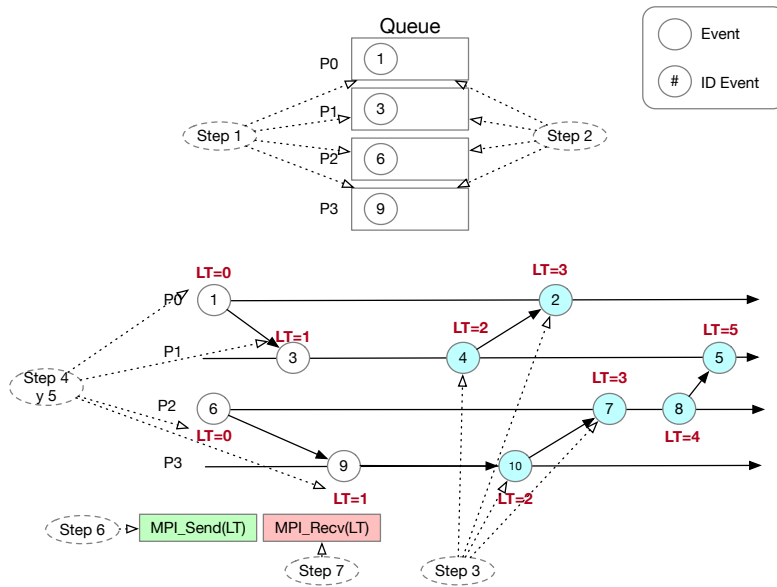 Queue
Event
# ID Event
P0 1
P1 3
Step 1
Step 2
P2 6
P3 9
LT=0
LT=3
P0 1 2
LT=1
LT=2
LT=5
P1 3 4 5
Step 4
y 5
LT=3
P2 6 7 8
LT=0
LT=4
P3 9 10
LT=1
LT=2
Step 6
MPI_Send(LT)
MPI_Recv(LT)
Step 7
Step 3